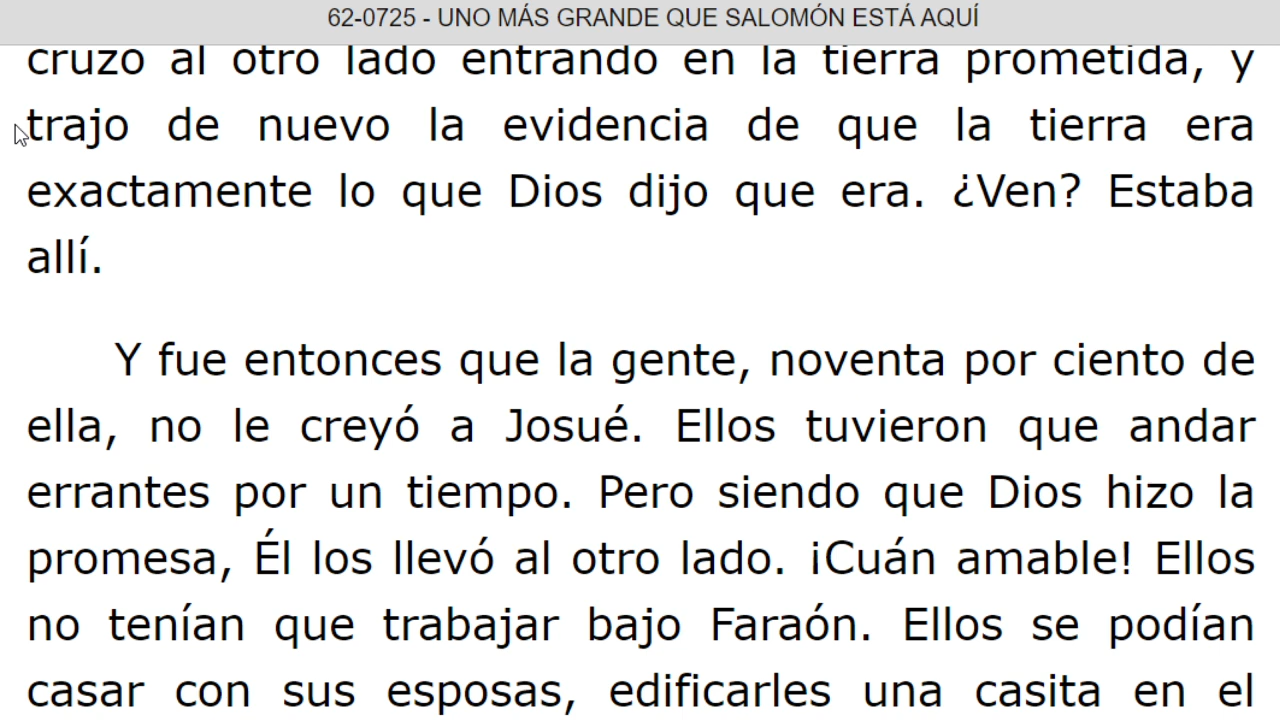 62-0725 - UNO MÁS GRANDE QUE SALOMÓN ESTÁ AQUÍ
cruzó al otro lado entrando en la tierra prometida, y
trajo de nuevo la evidencia de que la tierra era
exactamente lo que Dios dijo que era. ¿Ven? Estaba
allí.
Y fue entonces que la gente, noventa por ciento de
ella, no le creyó a Josué. Ellos tuvieron que andar
errantes por un tiempo. Pero siendo que Dios hizo la
promesa, Él los llevó al otro lado. ¡Cuán amable! Ellos
no tenían que trabajar bajo Faraón. Ellos se podían
casar con sus esposas, edificarles una casita en el